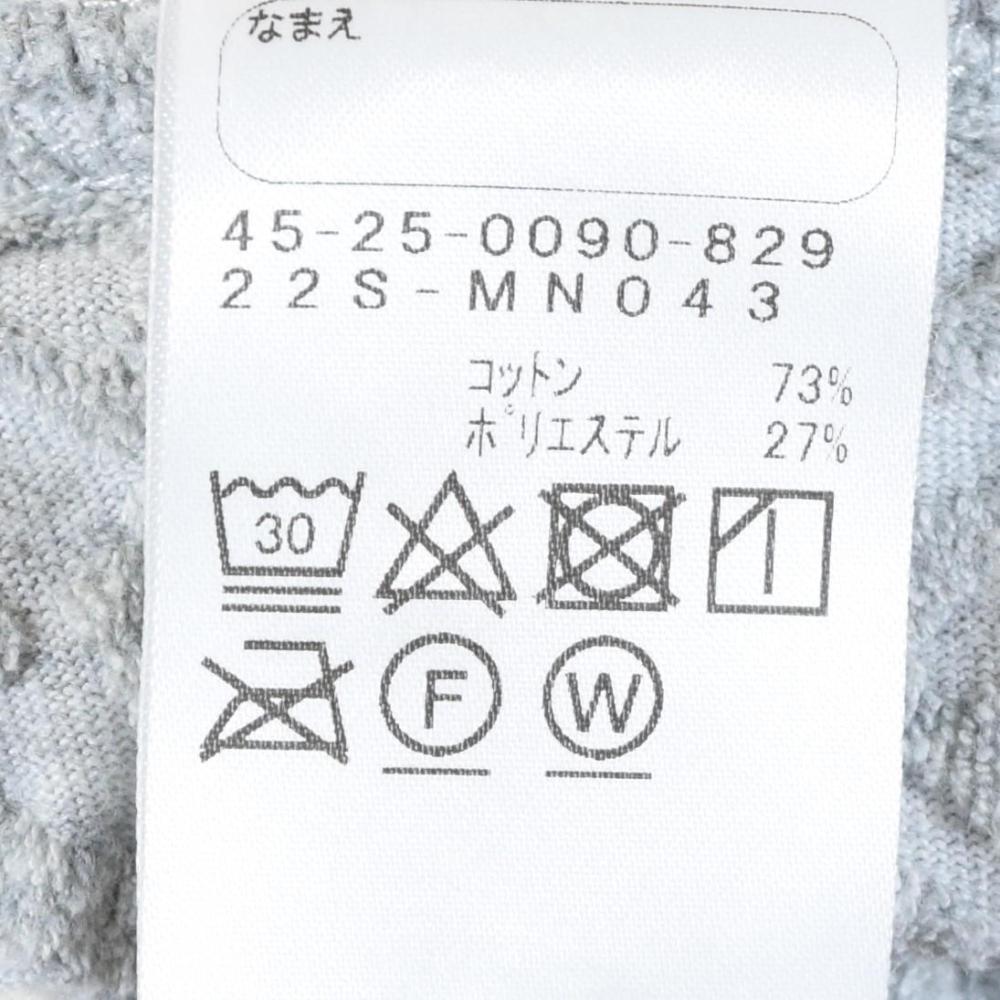 なまえ
45-25-0090-829
22S-MN043
コットン 73%
ポリエステル 27%
30
F W